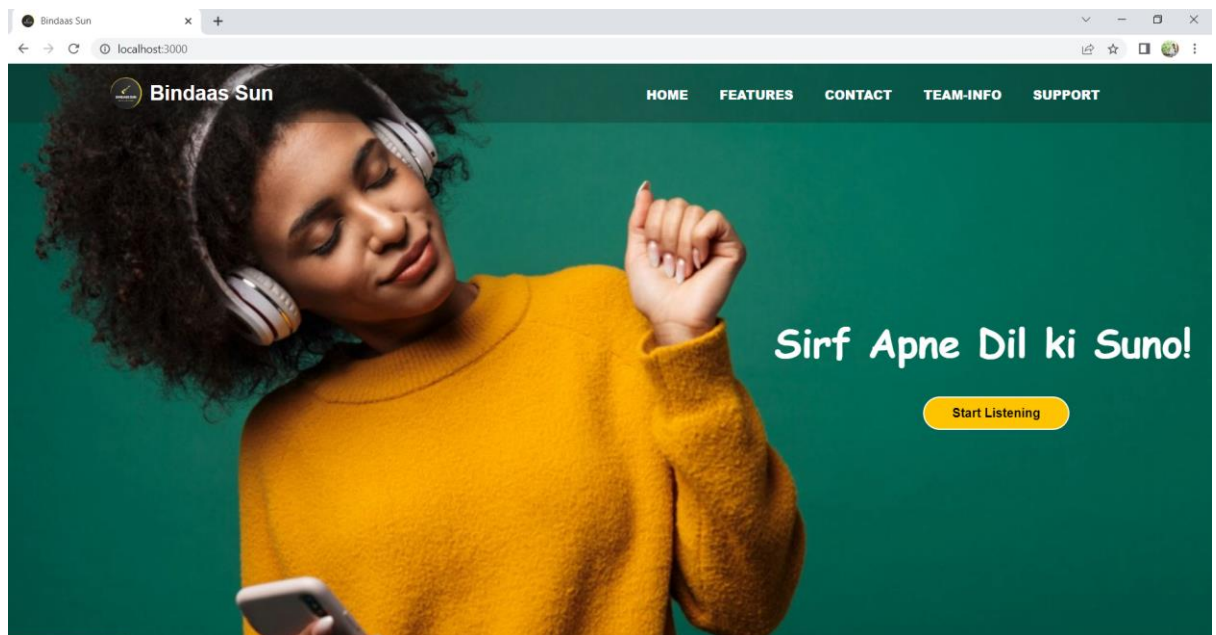 Bindaas Sun
localhost:3000
Bindaas Sun
HOME FEATURES CONTACT TEAM-INFO SUPPORT
Sirf Apne Dil ki Suno!
Start Listening